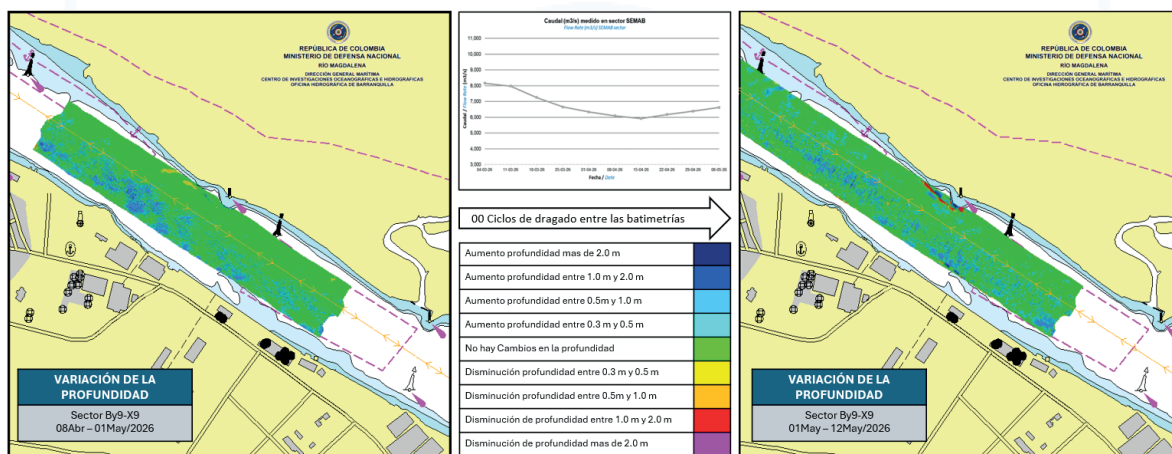 REPÚBLICA DE COLOMBIA
MINISTERIO DE DEFENSA NACIONAL
RÍO MAGDALENA
DIRECCIÓN GENERAL MARÍTIMA
CENTRO DE INVESTIGACIONES OCEANOGRÁFICAS E HIDROGRÁFICAS
OFICINA HIDROGRÁFICA DE BARRANQUILLA
VARIACIÓN DE LA
PROFUNDIDAD
Sector By9-X9
08Abr – 01May/2026
Caudal (m3/s) medido en sector SEMAB
Flow Rate (m3/s) SEMAB sector
Caudal / Flow Rate (m3/s)
11,000
10,000
9,000
8,000
7,000
6,000
5,000
4,000
3,000
Fecha / Date
00 Ciclos de dragado entre las batimetrías
Aumento profundidad mas de 2.0 m
Aumento profundidad entre 1.0 m y 2.0 m
Aumento profundidad entre 0.5m y 1.0 m
Aumento profundidad entre 0.3 m y 0.5 m
No hay Cambios en la profundidad
Disminución profundidad entre 0.3 m y 0.5 m
Disminución profundidad entre 0.5m y 1.0 m
Disminución de profundidad entre 1.0 m y 2.0 m
Disminución de profundidad mas de 2.0 m
REPÚBLICA DE COLOMBIA
MINISTERIO DE DEFENSA NACIONAL
RÍO MAGDALENA
DIRECCIÓN GENERAL MARÍTIMA
CENTRO DE INVESTIGACIONES OCEANOGRÁFICAS E HIDROGRÁFICAS
OFICINA HIDROGRÁFICA DE BARRANQUILLA
VARIACIÓN DE LA
PROFUNDIDAD
Sector By9-X9
01May – 12May/2026